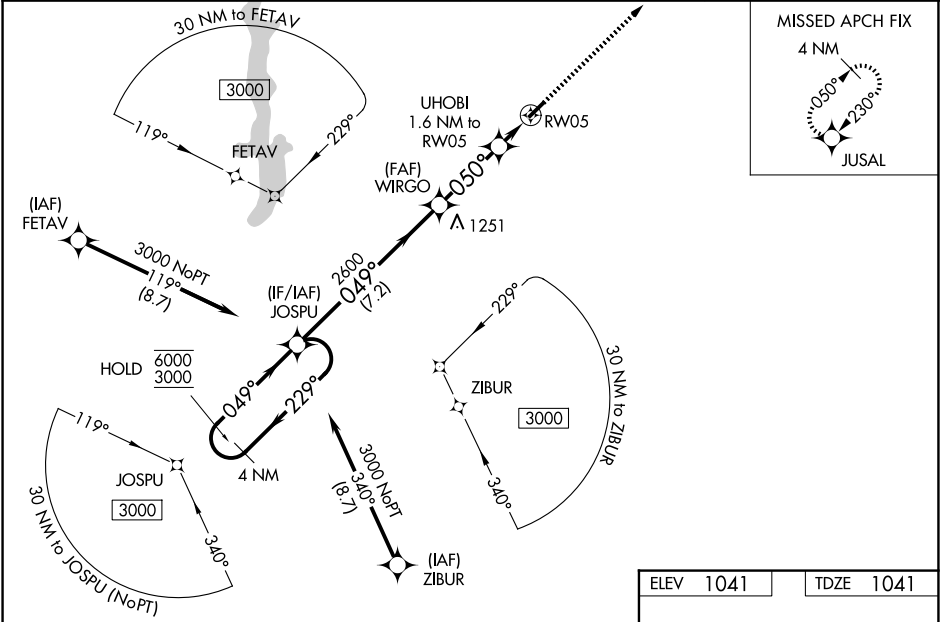 30 NM to FETAV
3000
119°
229°
FETAV
MISSED APCH FIX
4 NM
050°
230°
JUSAL
UHOBI
1.6 NM to
RW05
RW05
(FAF)
WIRGO
050°
1251
(IAF)
FETAV
3000 NoPT
119°
(8.7)
(IF/IAF)
JOSPU
2600
049°
(7.2)
HOLD
6000
3000
049°
229°
4 NM
229°
ZIBUR
3000
340°
30 NM to ZIBUR
119°
JOSPU
3000
340°
30 NM to JOSPU (NoPT)
3000 NoPT
340°
(8.7)
(IAF)
ZIBUR
ELEV 1041
TDZE 1041